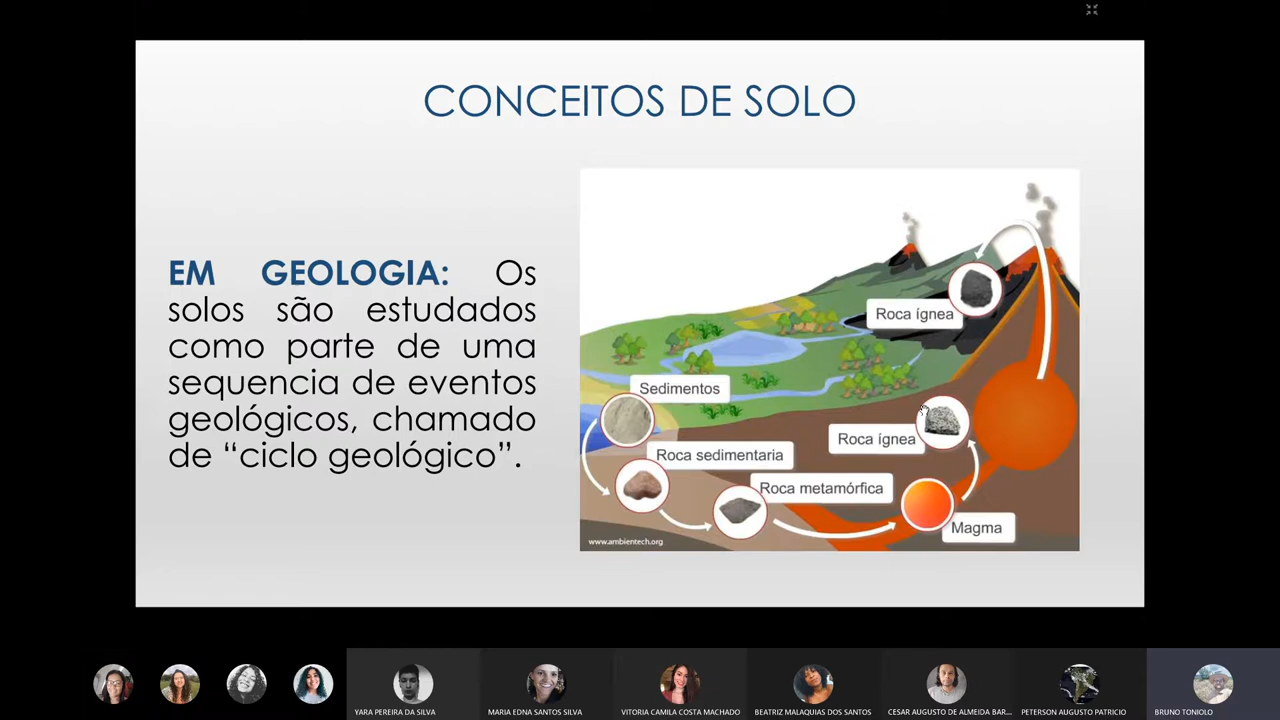 CONCEITOS DE SOLO
EM GEOLOGIA: Os
solos são estudados
como parte de uma
sequencia de eventos
geológicos, chamado
de “ciclo geológico”.
Roca ígnea
Sedimentos
Roca ígnea
Roca sedimentaria
Roca metamórfica
Magma
www.ambientech.org
YARA PEREIRA DA SILVA
MARIA EDNA SANTOS SILVA
VITORIA CAMILA COSTA MACHADO
BEATRIZ MALAQUIAS DOS SANTOS
CESAR AUGUSTO DE ALMEIDA BAR...
PETERSON AUGUSTO PATRICIO
BRUNO TONIOLO